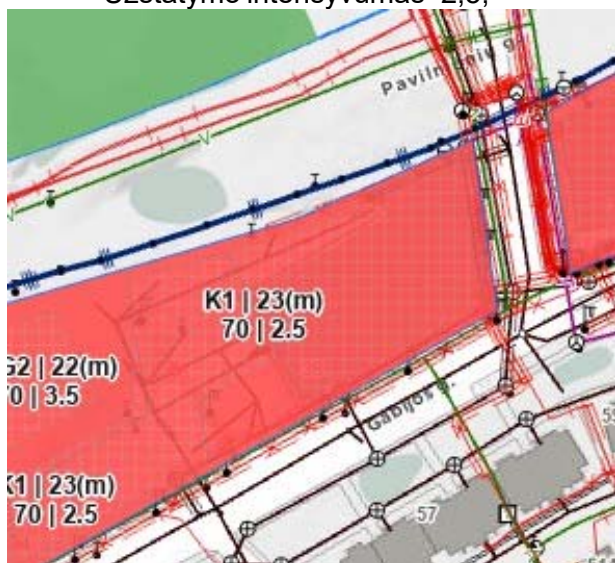 Užstatymo intensyvumas- 2,5;
Pavilnionių g.
K1 | 23(m)
70 | 2.5
G2 | 22(m)
70 | 3.5
Gabijos g.
K1 | 23(m)
70 | 2.5
57
V
T
T
T